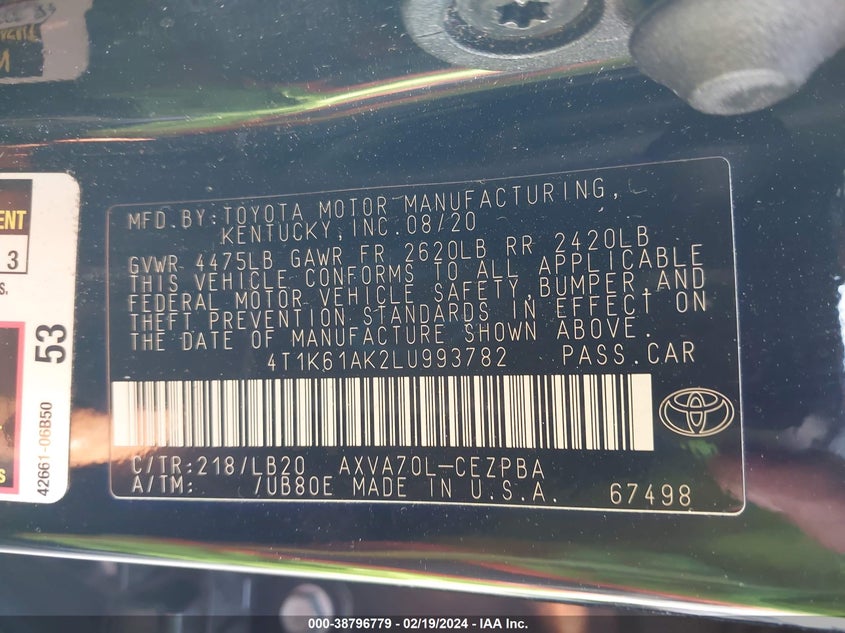 ENT
3
S.
53
42661-06B50
S
MFD.BY:TOYOTA MOTOR MANUFACTURING,
KENTUCKY,INC.08/20
GVWR 4475LB GAWR FR 2620LB RR 2420LB
THIS VEHICLE CONFORMS TO ALL APPLICABLE
FEDERAL MOTOR VEHICLE SAFETY,BUMPER,AND
THEFT PREVENTION STANDARDS IN EFFECT ON
THE DATE OF MANUFACTURE SHOWN ABOVE.
4T1K61AK2LU993782 PASS.CAR
C/TR:218/LB20 AXVA70L-CEZPBA
A/TM: /UB80E MADE IN U.S.A. 67498
000-38796779 - 02/19/2024 - IAA Inc.